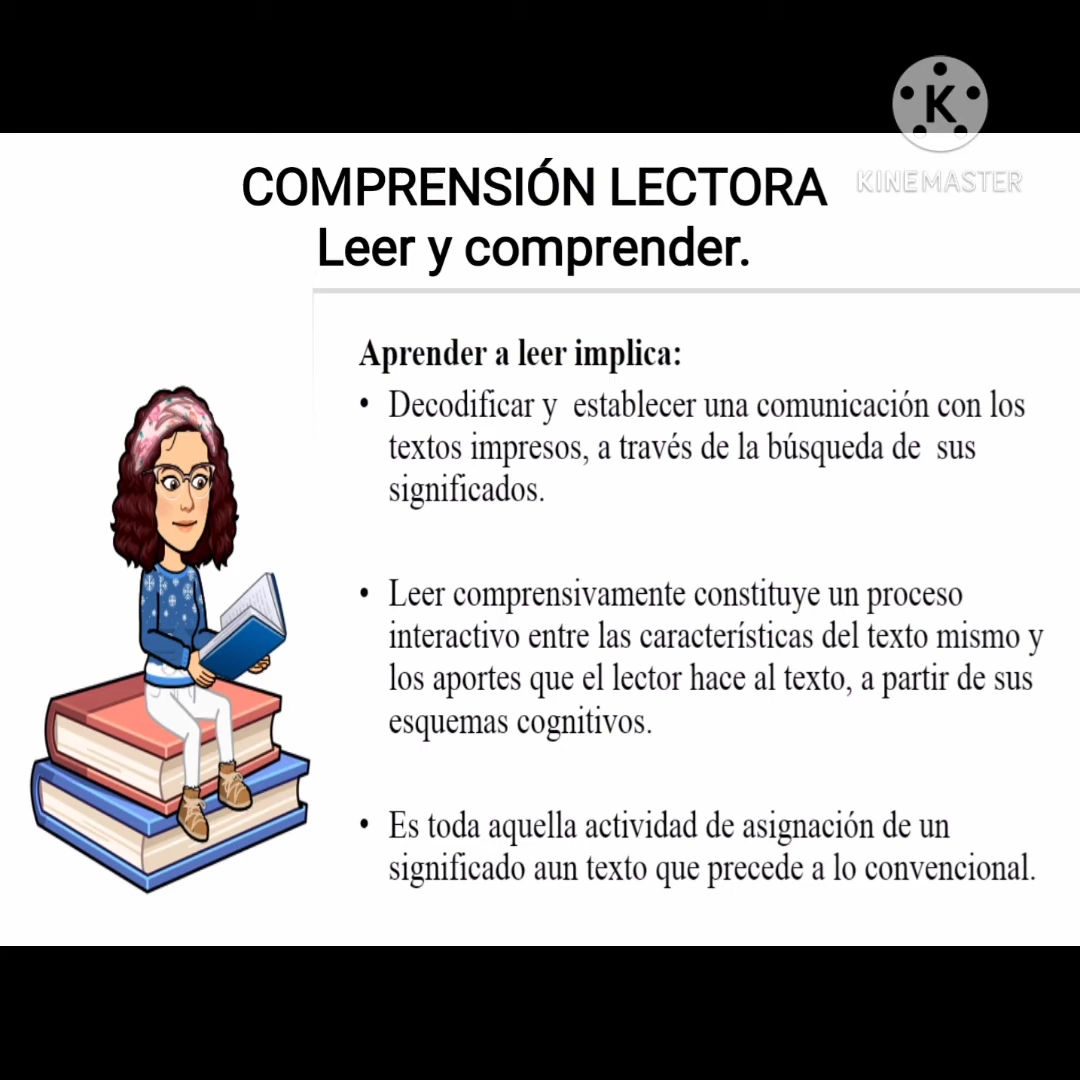 K
KINEMASTER
COMPRENSIÓN LECTORA
Leer y comprender.
Aprender a leer implica:
• Decodificar y establecer una comunicación con los
textos impresos, a través de la búsqueda de sus
significados.
• Leer comprensivamente constituye un proceso
interactivo entre las características del texto mismo y
los aportes que el lector hace al texto, a partir de sus
esquemas cognitivos.
• Es toda aquella actividad de asignación de un
significado aun texto que precede a lo convencional.